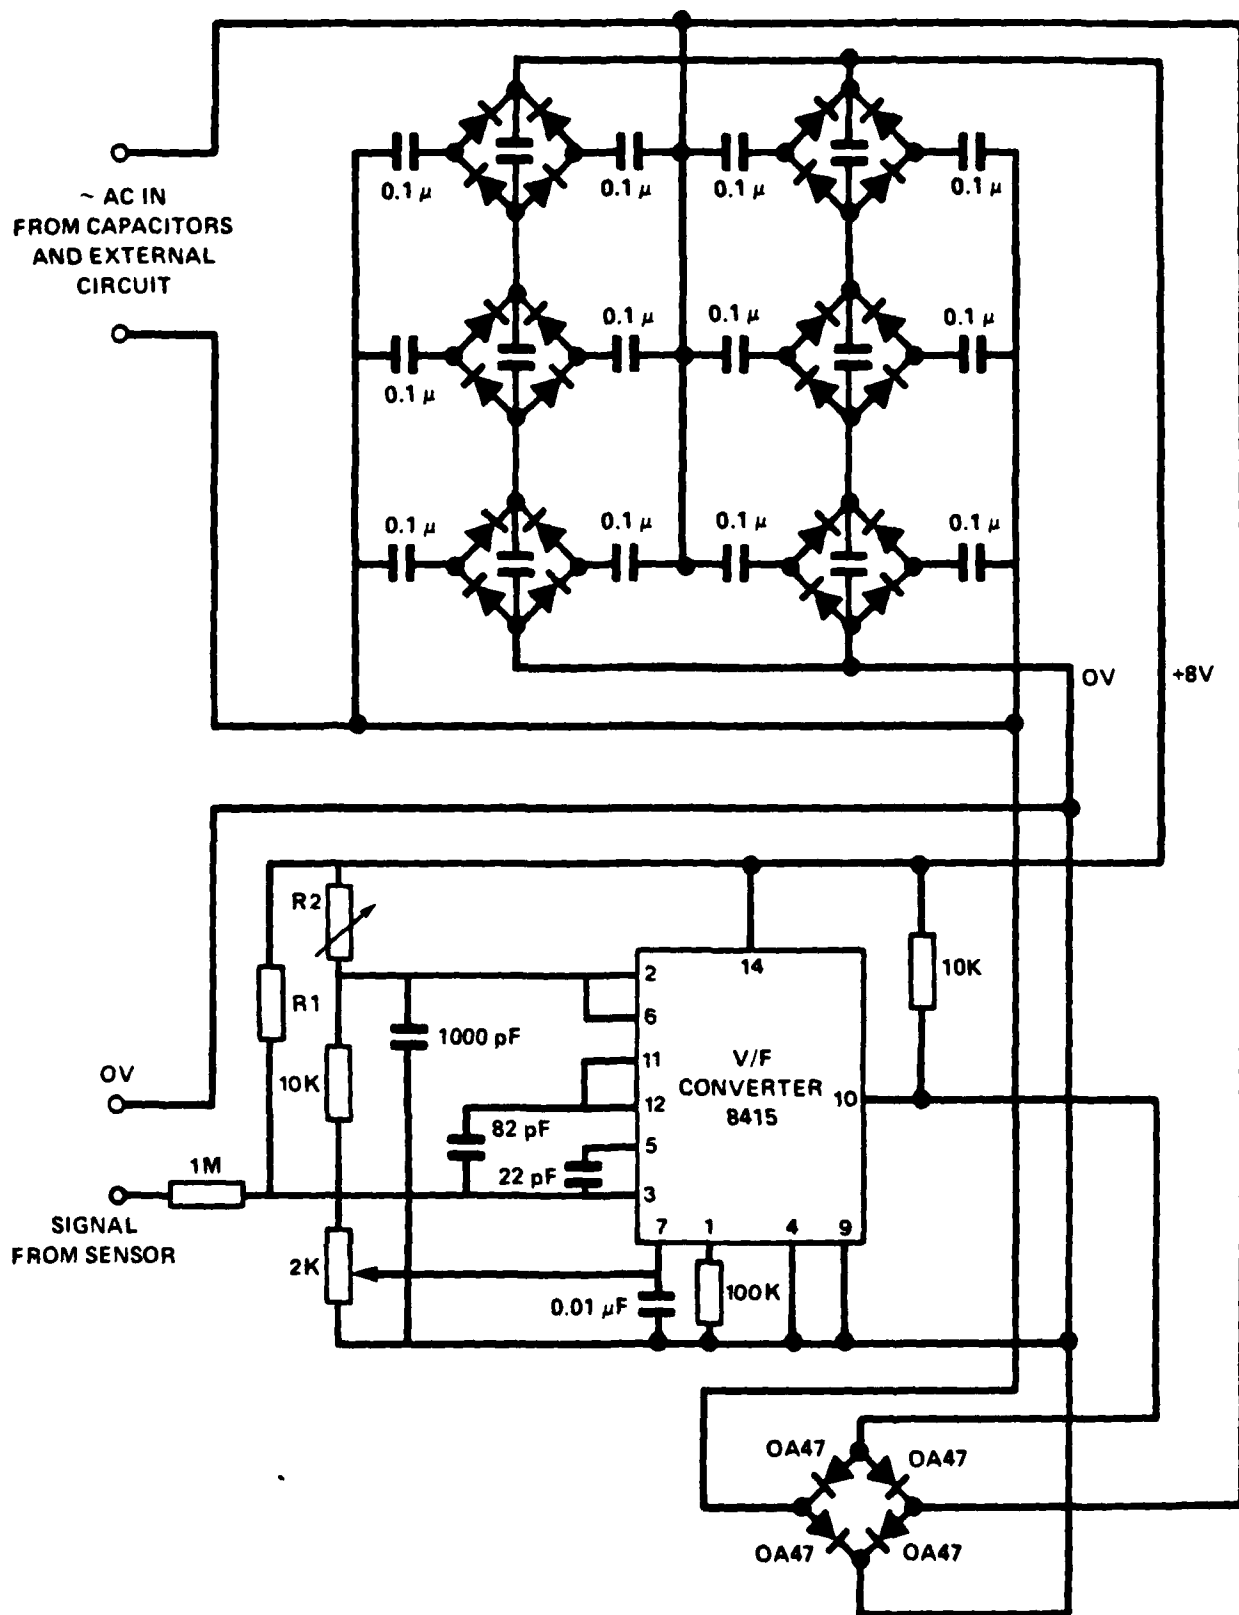 ~ AC IN
FROM CAPACITORS
AND EXTERNAL
CIRCUIT
0.1 μ
0.1 μ
0.1 μ
0.1 μ
0.1 μ
0.1 μ
0.1 μ
0.1 μ
0.1 μ
0.1 μ
0.1 μ
0.1 μ
0V
+8V
R2
R1
10K
1000 pF
82 pF
22 pF
0V
1M
SIGNAL
FROM SENSOR
2K
0.01 μF
100K
10K
14
2
6
11
12
5
3
7
1
4
9
10
V/F
CONVERTER
8415
OA47
OA47
OA47
OA47